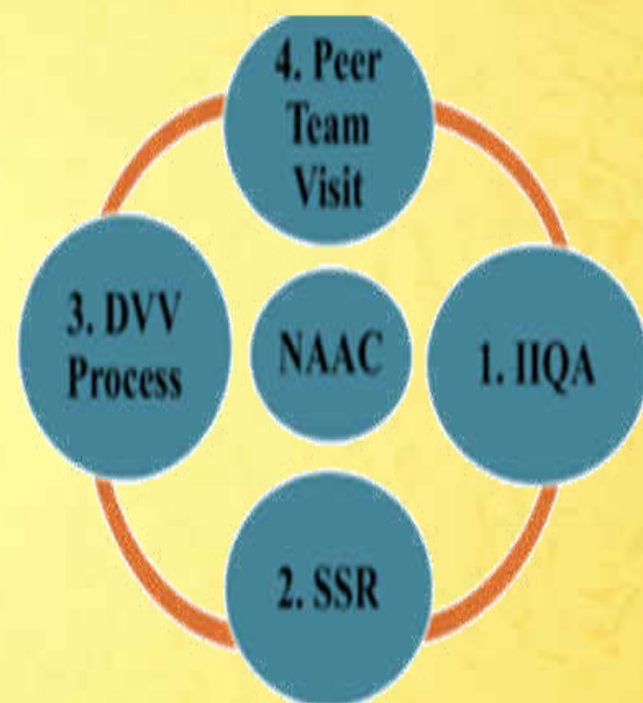 4. Peer
Team
Visit
3. DVV
Process
NAAC
1. IIQA
2. SSR